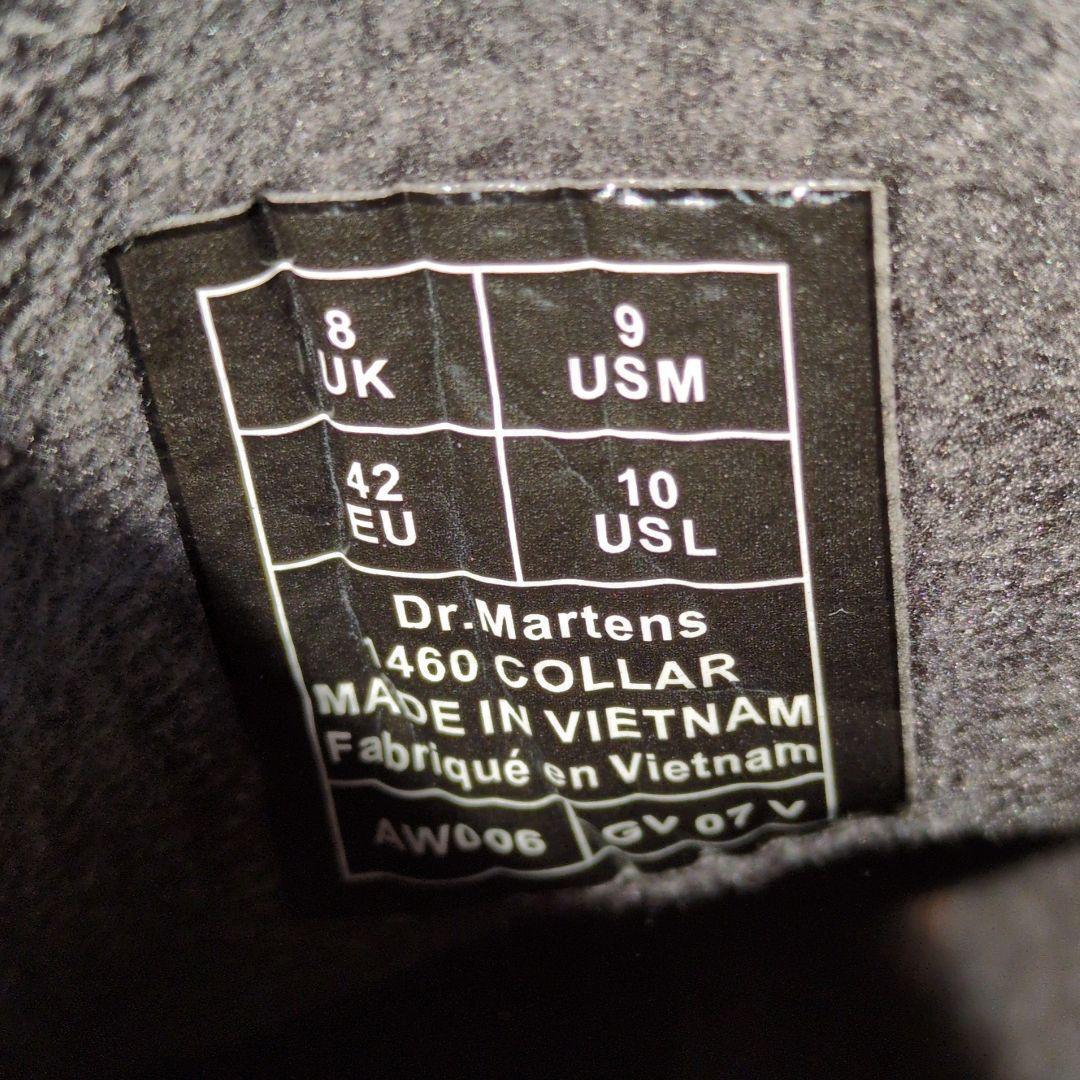 8
UK
9
USM
42
EU
10
USL
Dr.Martens
1460 COLLAR
MADE IN VIETNAM
Fabriqué en Vietnam
AW006
GV 07 V